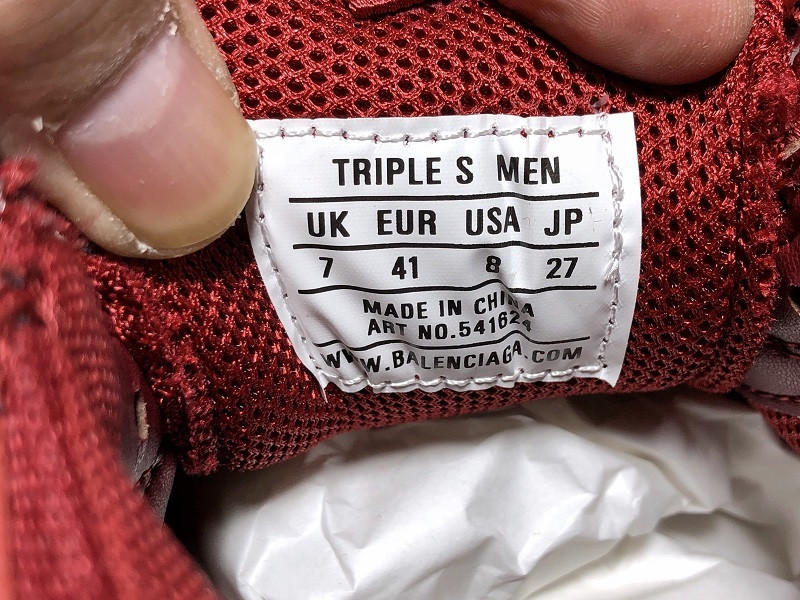 TRIPLE S MEN
UK EUR USA JP
7 41 8 27
MADE IN CHINA
ART NO.541624
WWW.BALENCIAGA.COM